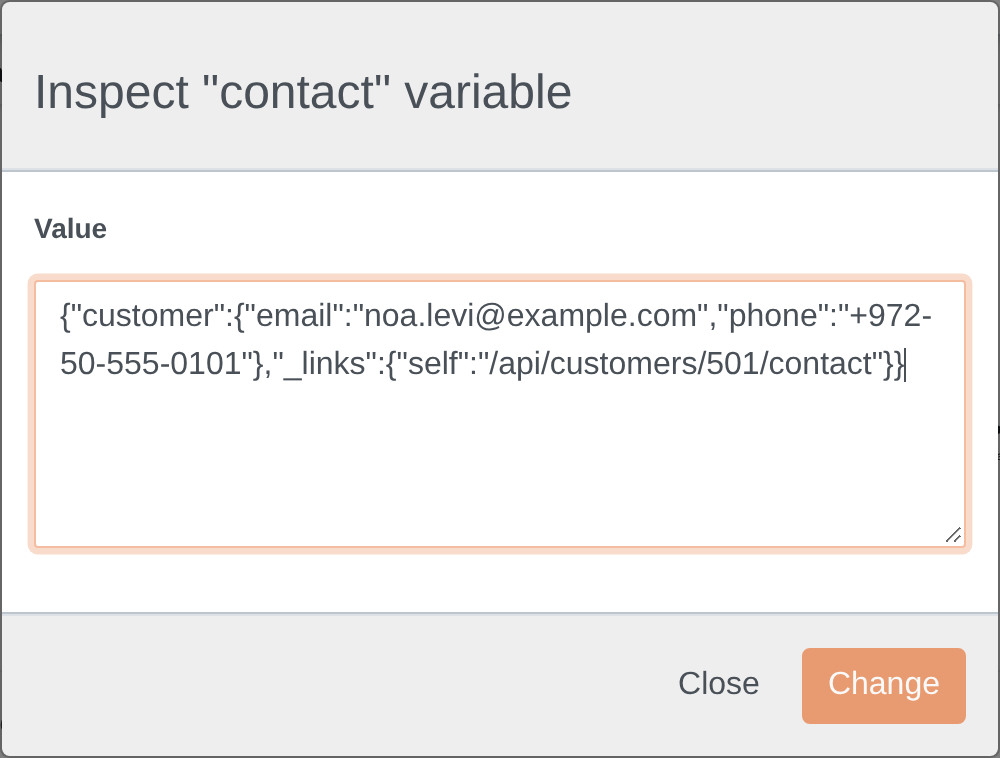 Inspect "contact" variable
Value
{"customer":{"email":"noa.levi@example.com","phone":"+972-
50-555-0101"},"_links":{"self":"/api/customers/501/contact"}}
Close
Change